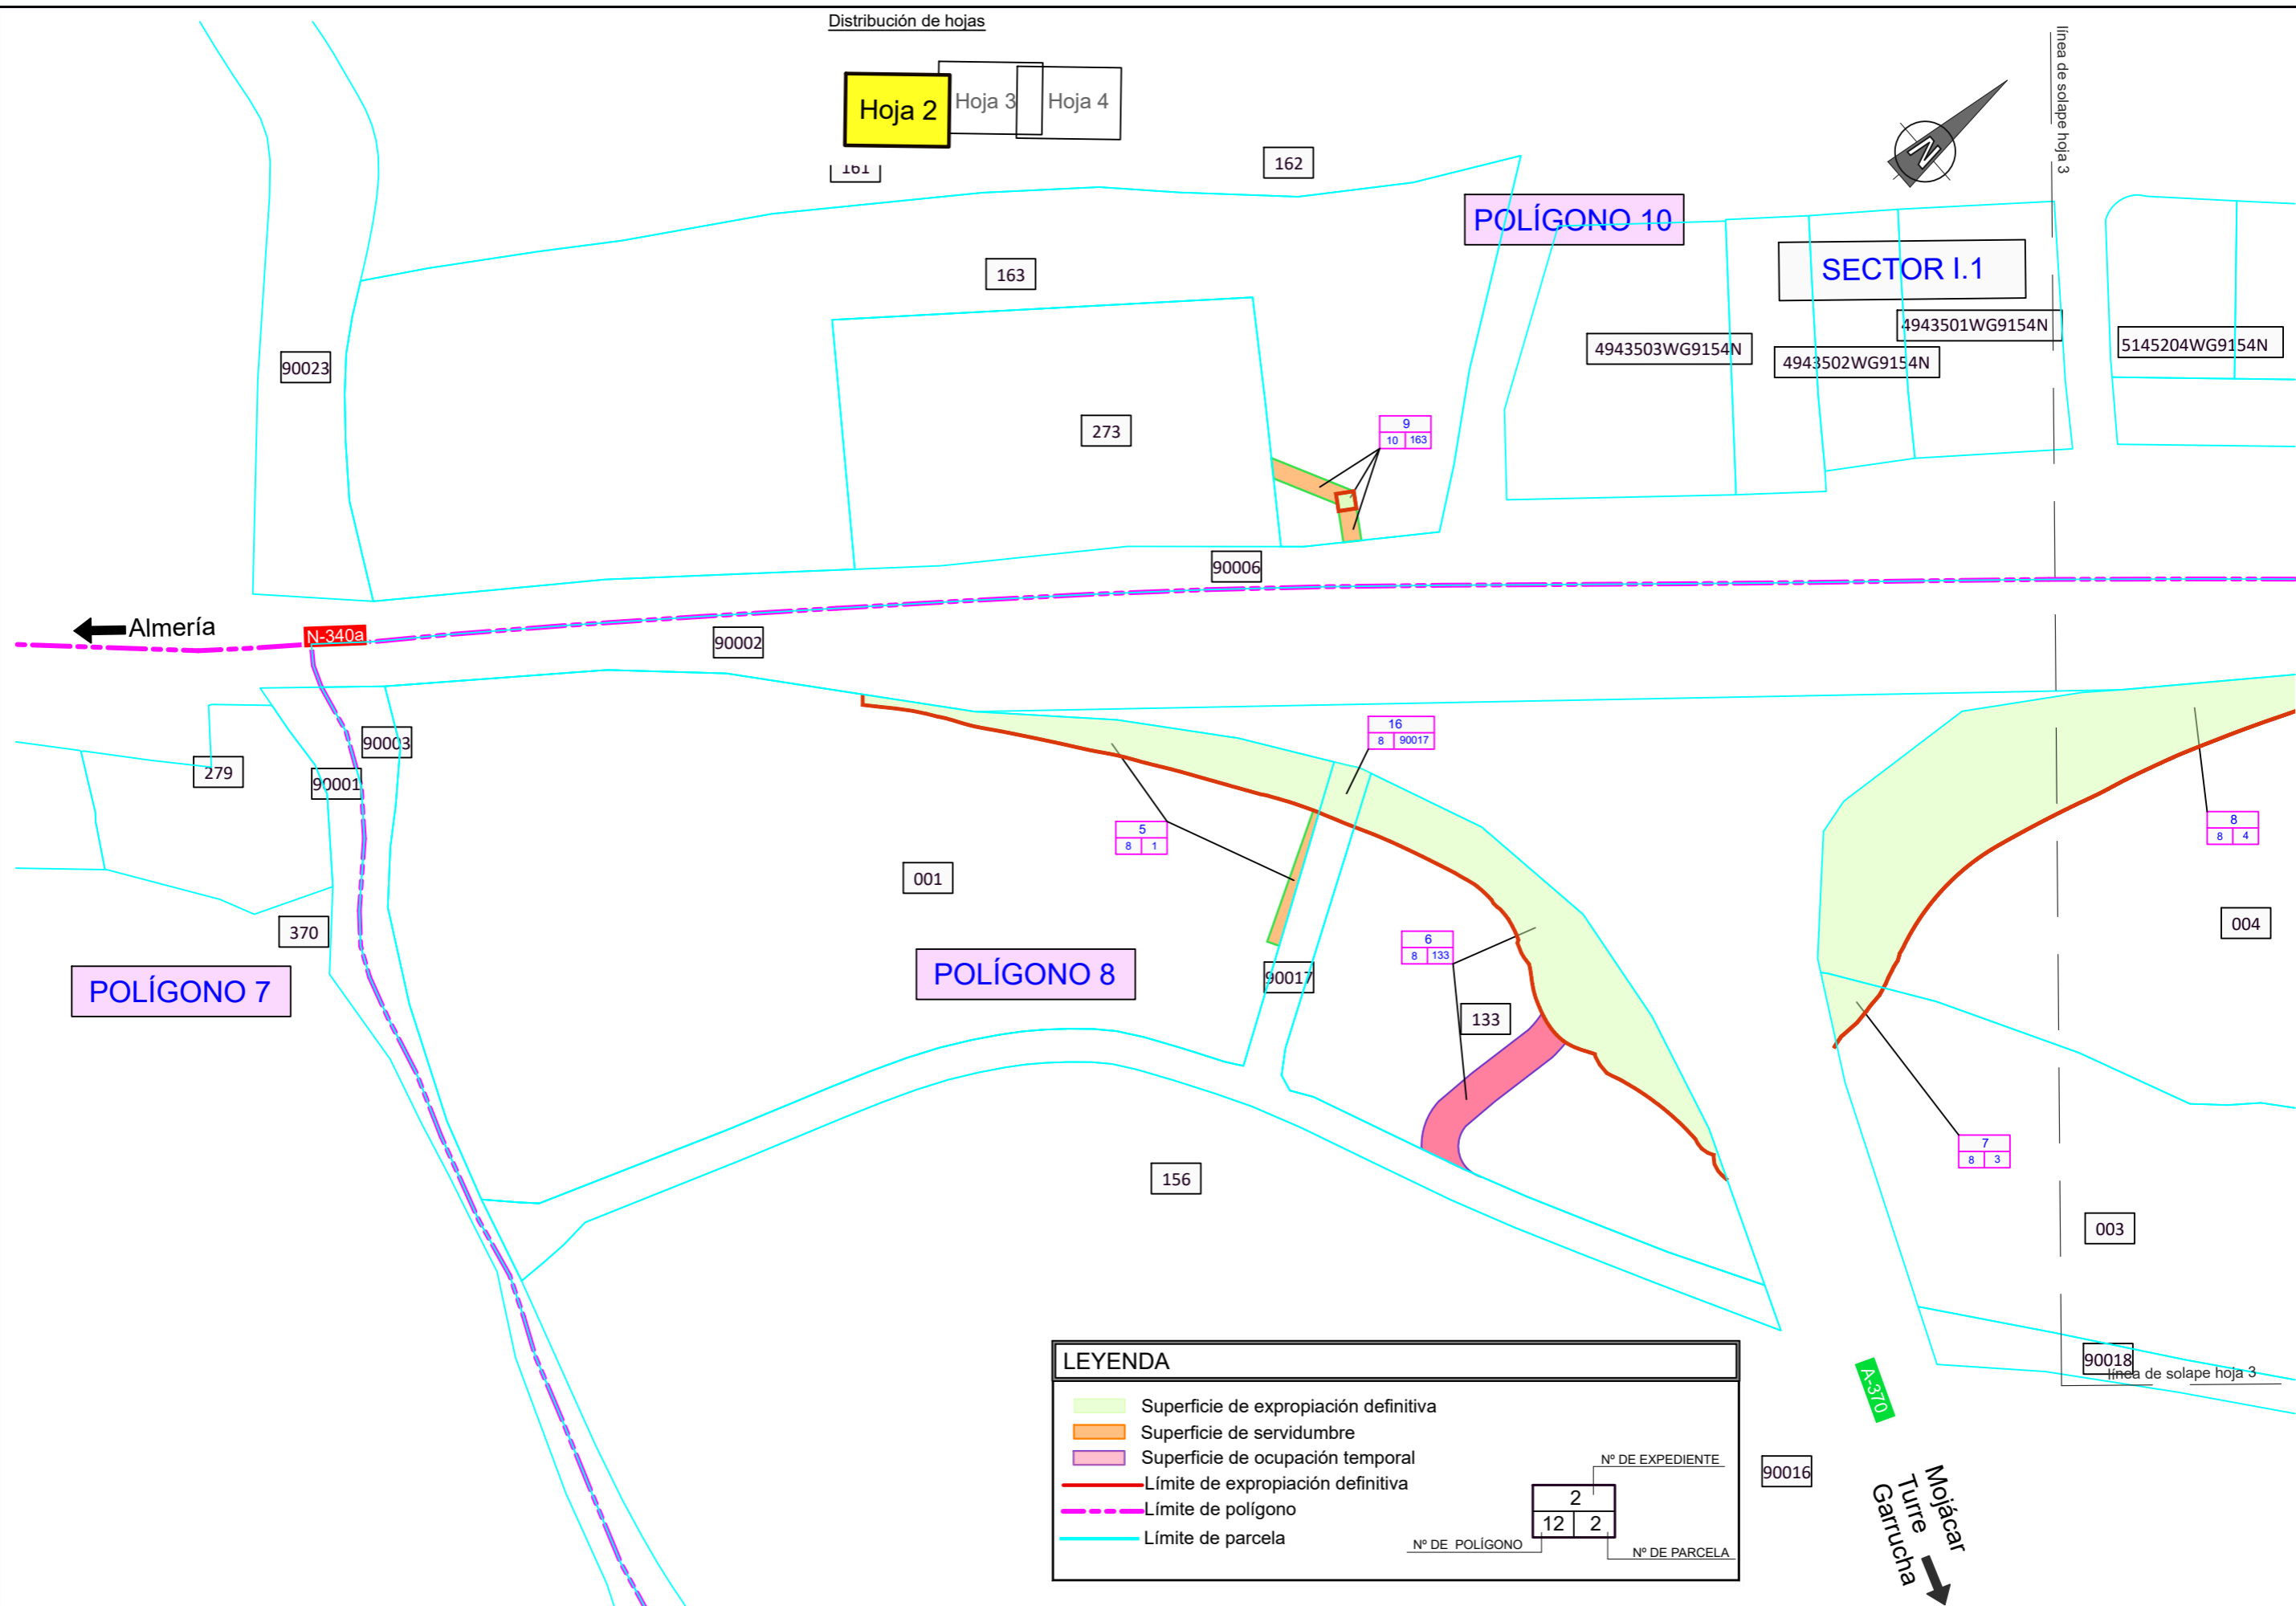 Distribución de hojas
Hoja 2
Hoja 3
Hoja 4
línea de solape hoja 3
N
161
162
POLÍGONO 10
163
SECTOR I.1
4943501WG9154N
4943503WG9154N
4943502WG9154N
5145204WG9154N
90023
273
9
10 163
90006
Almería
N-340a
90002
90003
279
90001
16
8 90017
5
8 1
8
8 4
001
370
004
6
8 133
POLÍGONO 7
POLÍGONO 8
90017
133
7
8 3
156
003
90018
línea de solape hoja 3
A-370
90016
Mojácar
Turre
Garrucha
LEYENDA
Superficie de expropiación definitiva
Superficie de servidumbre
Superficie de ocupación temporal
Límite de expropiación definitiva
Límite de polígono
Límite de parcela
Nº DE EXPEDIENTE
2
12 2
Nº DE POLÍGONO
Nº DE PARCELA